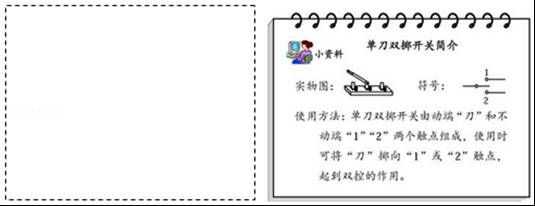 单刀双掷开关简介
小资料
实物图： 符号： 1
2
使用方法：单刀双掷开关由动端“刀”和不
动端“1”“2”两个触点组成，使用时
可将“刀”掷向“1”或“2”触点，
起到双控的作用。